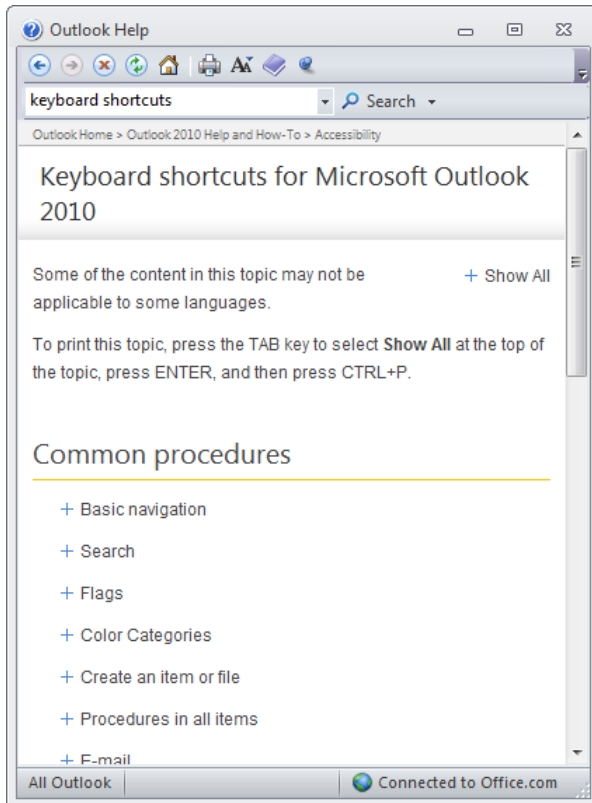 Outlook Help
keyboard shortcuts
Search
Outlook Home > Outlook 2010 Help and How-To > Accessibility
Keyboard shortcuts for Microsoft Outlook
2010
Some of the content in this topic may not be
applicable to some languages.
+ Show All
To print this topic, press the TAB key to select Show All at the top of
the topic, press ENTER, and then press CTRL+P.
Common procedures
+ Basic navigation
+ Search
+ Flags
+ Color Categories
+ Create an item or file
+ Procedures in all items
+ E-mail
All Outlook
Connected to Office.com